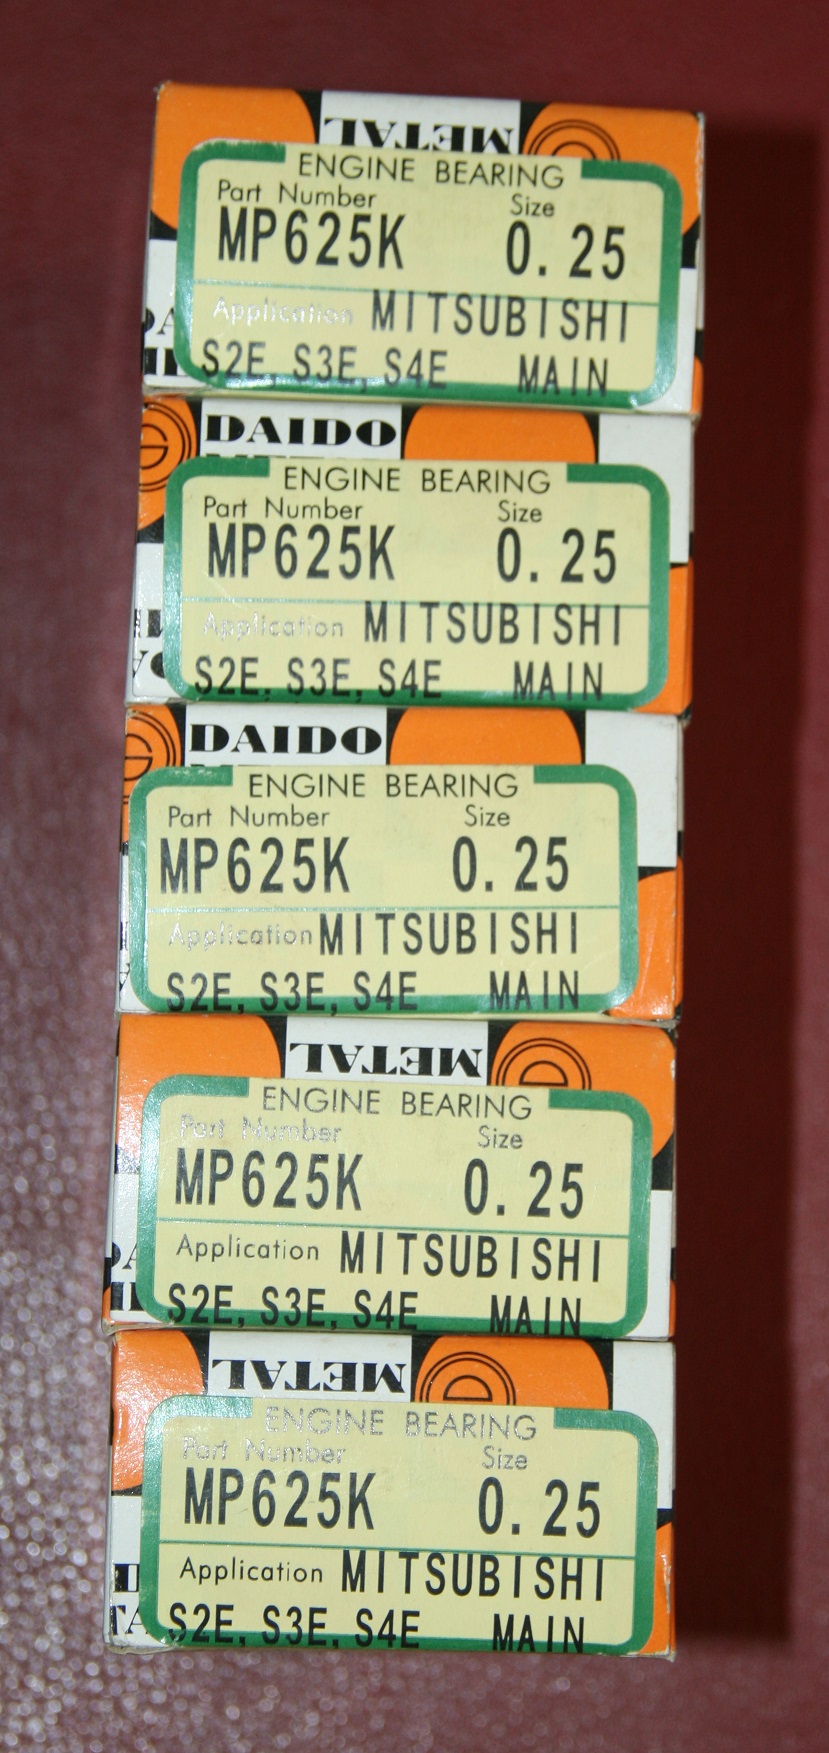 METAL
ENGINE BEARING
Part Number Size
MP625K 0.25
Application MITSUBISHI
S2E, S3E, S4E MAIN
DAIDO
ENGINE BEARING
Part Number Size
MP625K 0.25
Application MITSUBISHI
S2E, S3E, S4E MAIN
DAIDO
ENGINE BEARING
Part Number Size
MP625K 0.25
Application MITSUBISHI
S2E, S3E, S4E MAIN
METAL
ENGINE BEARING
Part Number Size
MP625K 0.25
Application MITSUBISHI
S2E, S3E, S4E MAIN
METAL
ENGINE BEARING
Part Number Size
MP625K 0.25
Application MITSUBISHI
S2E, S3E, S4E MAIN